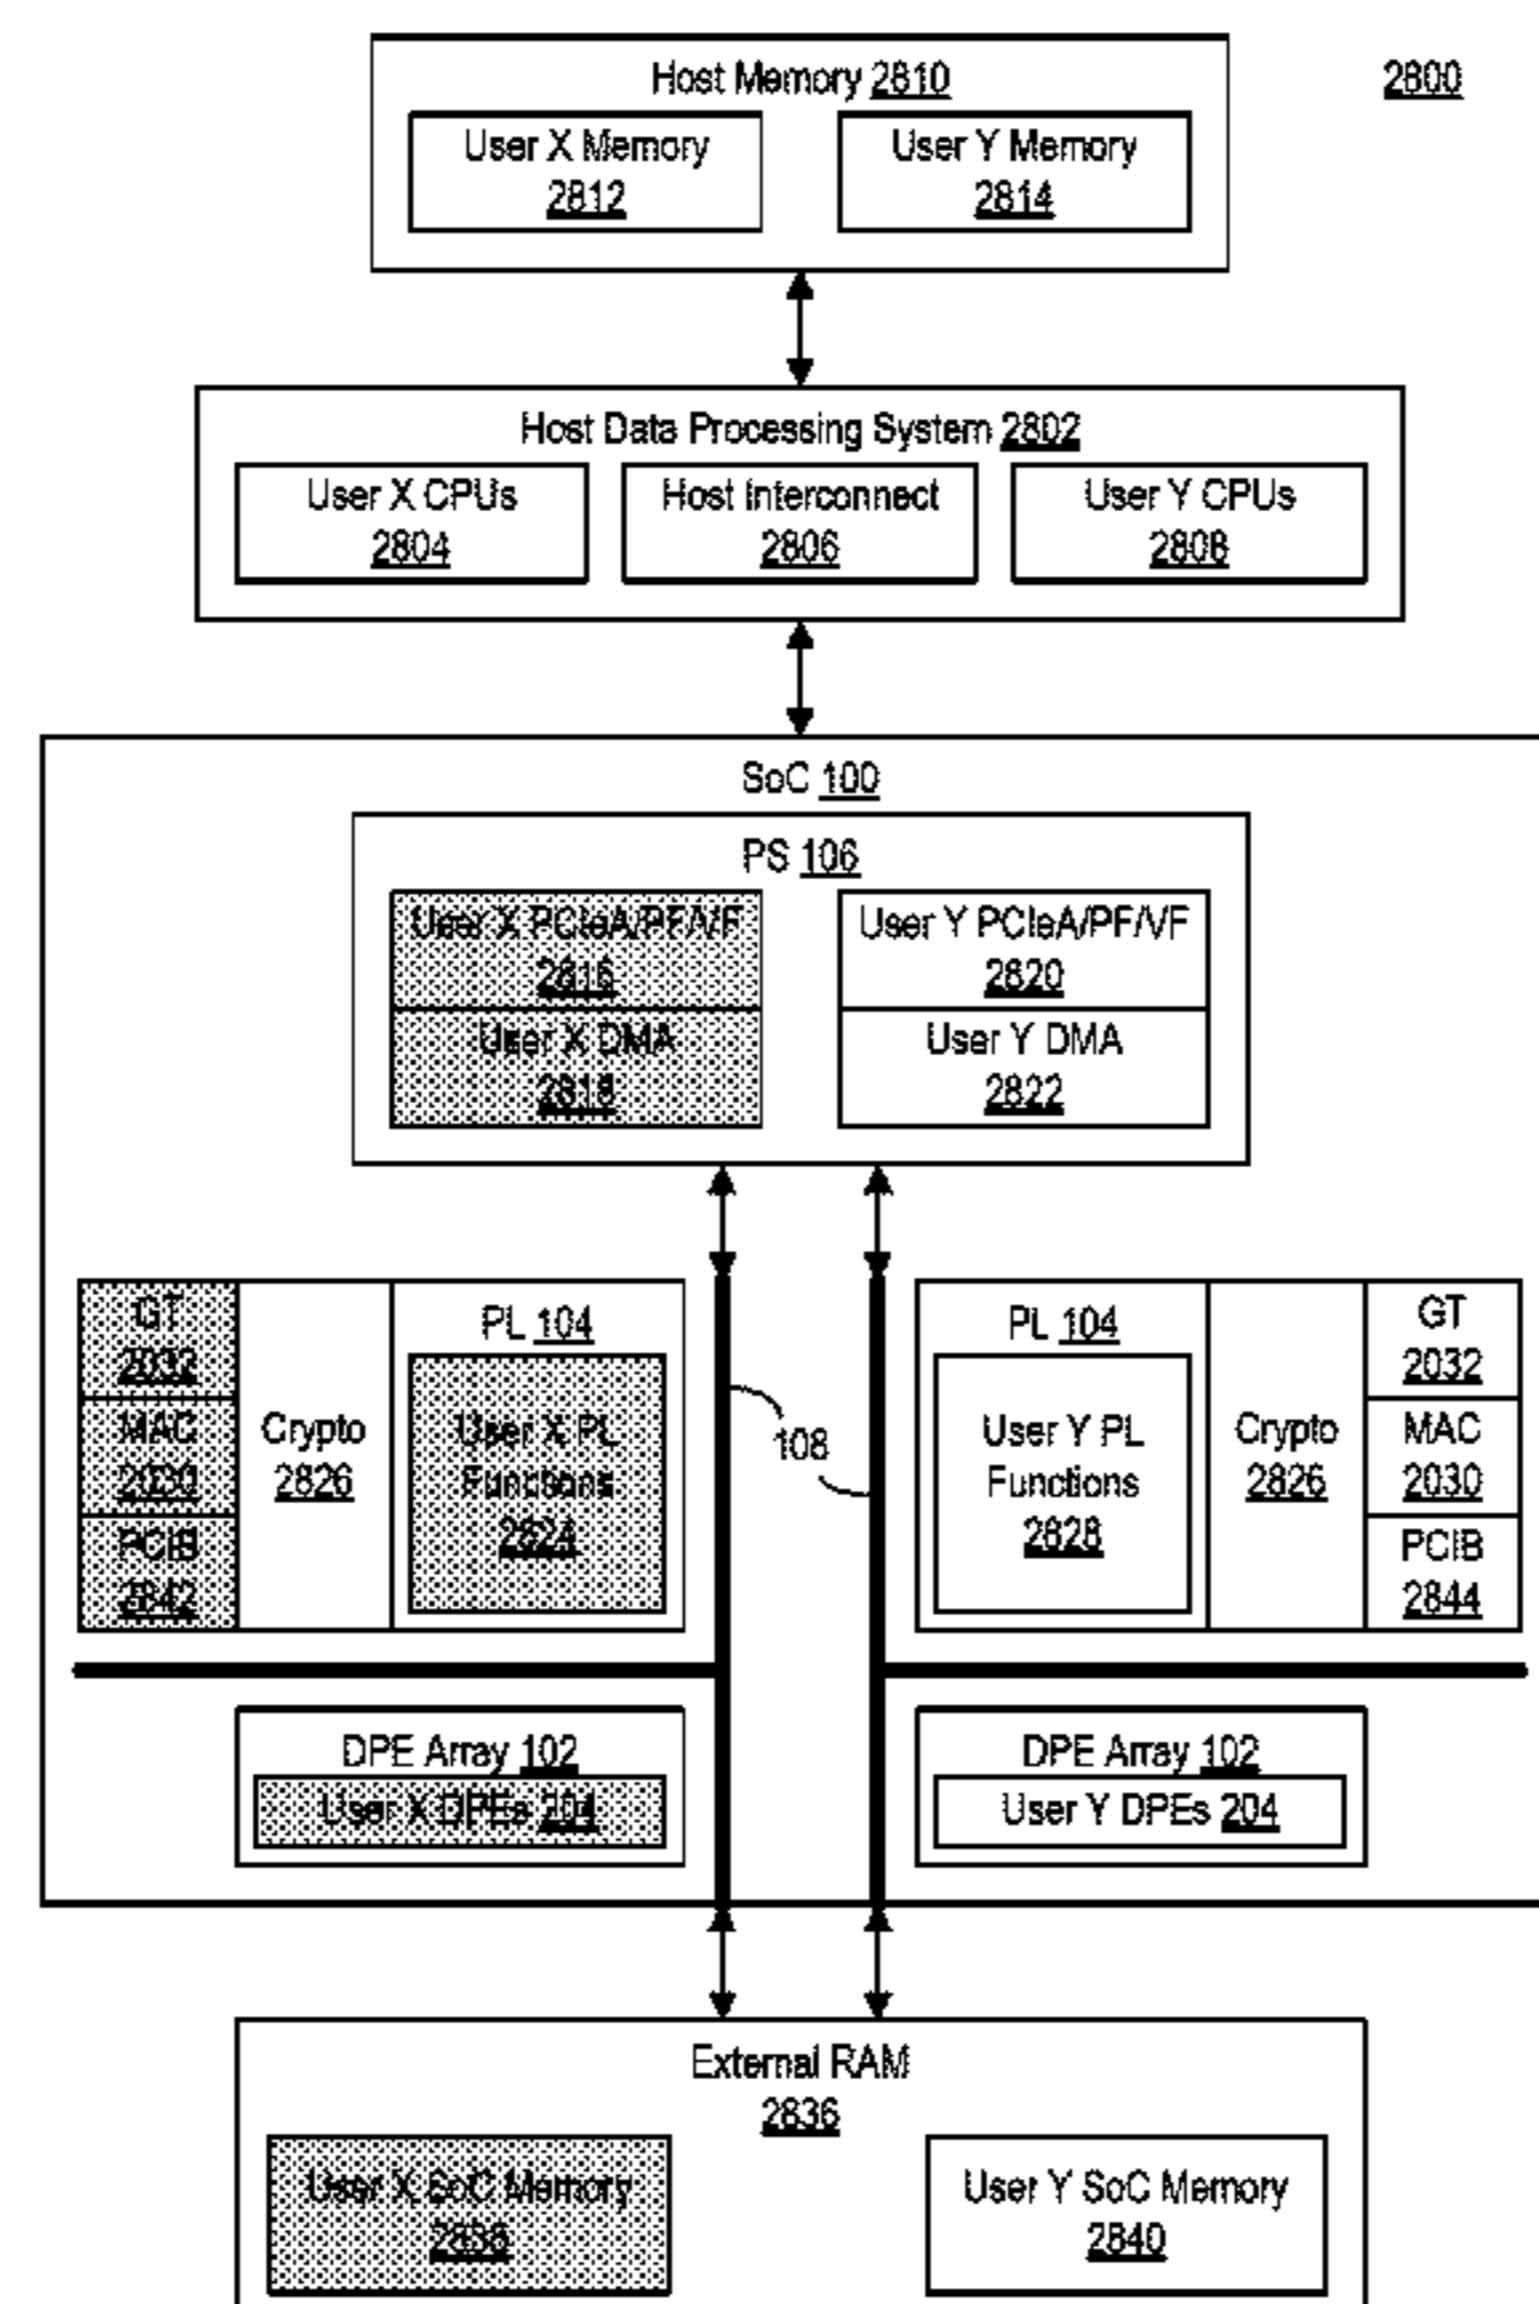 2800
Host Memory 2810
User X Memory
2812
User Y Memory
2814
Host Data Processing System 2802
User X CPUs
2804
Host Interconnect
2806
User Y CPUs
2808
SoC 100
PS 106
User X PCIeA/PF/VF
2816
User X DMA
2818
User Y PCIeA/PF/VF
2820
User Y DMA
2822
GT
2032
MAC
2030
PCIB
2842
Crypto
2826
PL 104
User X PL
Functions
2824
108
PL 104
User Y PL
Functions
2828
Crypto
2826
GT
2032
MAC
2030
PCIB
2844
DPE Array 102
User X DPEs 204
DPE Array 102
User Y DPEs 204
External RAM
2836
User X SoC Memory
2838
User Y SoC Memory
2840